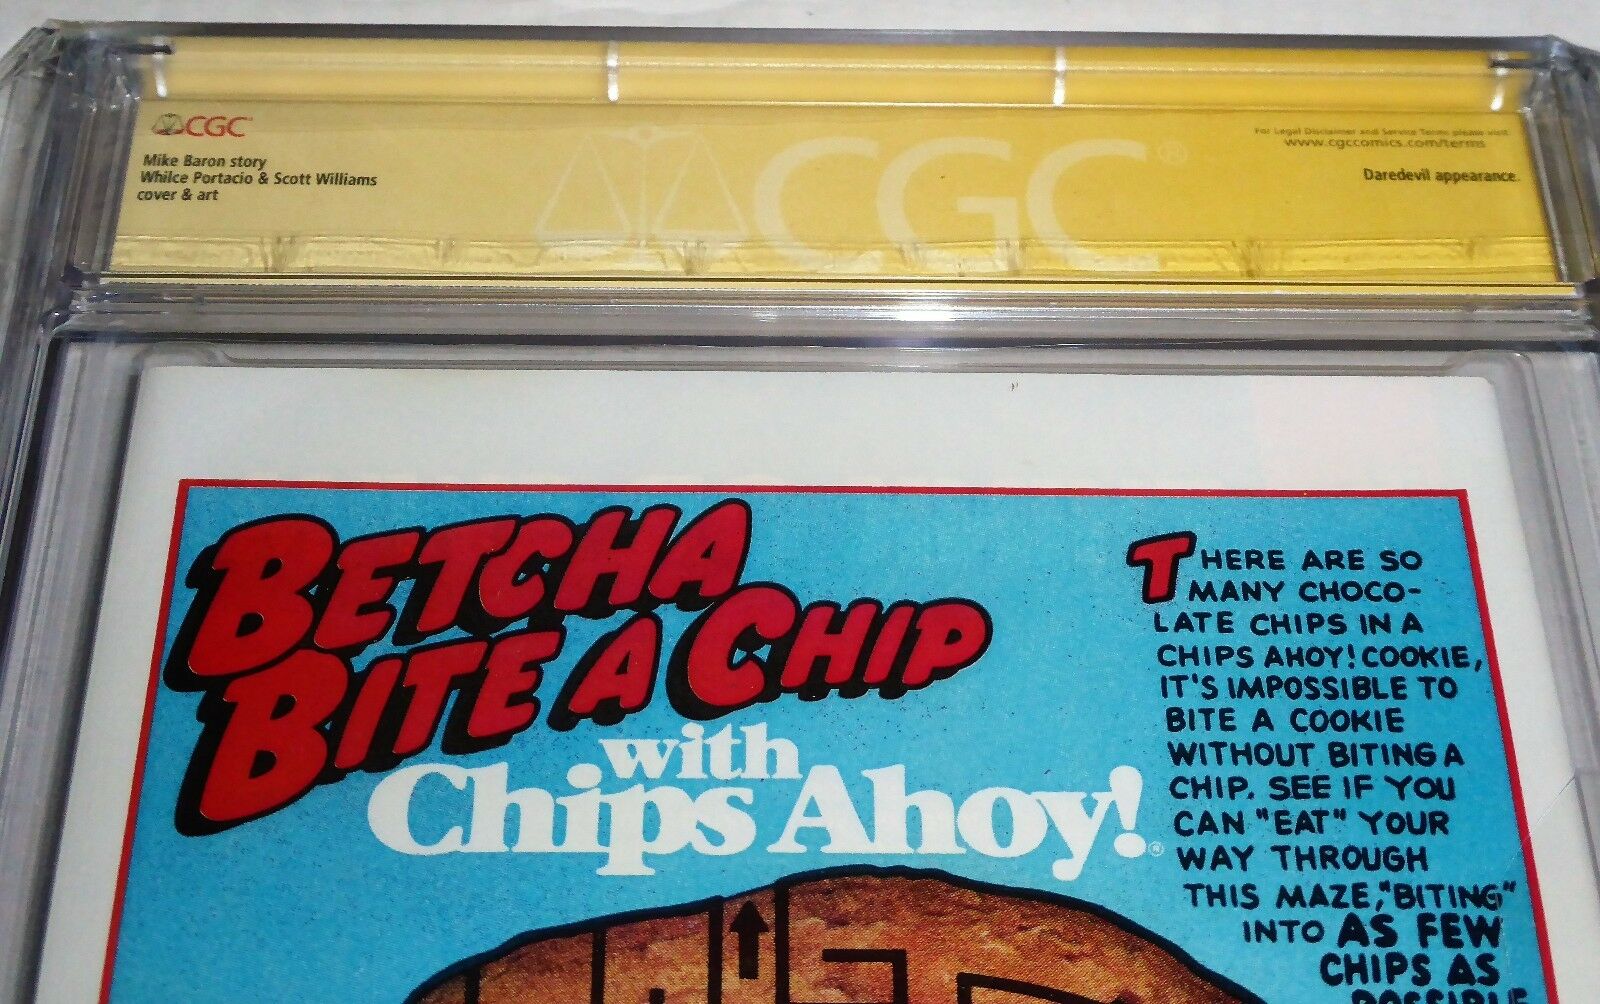 CGC
Mike Baron story
Whilce Portacio & Scott Williams
cover & art
CGC®
For Legal Disclaimer and Service Terms please visit
www.cgccomics.com/terms
Daredevil appearance.
BETCHA
BITE A CHIP
with
Chips Ahoy!®
THERE ARE SO
MANY CHOCO-
LATE CHIPS IN A
CHIPS AHOY! COOKIE,
IT'S IMPOSSIBLE TO
BITE A COOKIE
WITHOUT BITING A
CHIP. SEE IF YOU
CAN "EAT" YOUR
WAY THROUGH
THIS MAZE, "BITING"
INTO AS FEW
CHIPS AS
POSSIBLE